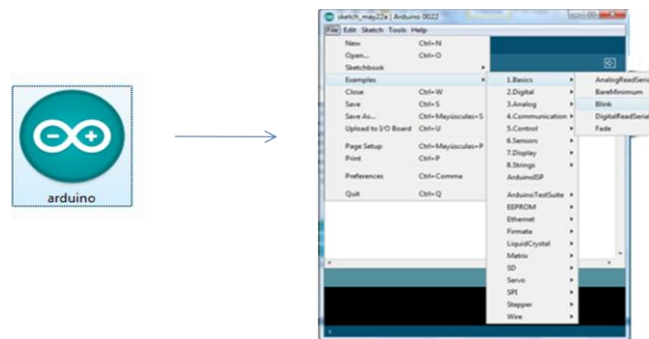 arduino
sketch_may22a | Arduino 0022
File Edit Sketch Tools Help
New Ctrl+N
Open... Ctrl+O
Sketchbook
Examples
Close Ctrl+W
Save Ctrl+S
Save As... Ctrl+Mayúsculas+S
Upload to I/O Board Ctrl+U
Page Setup Ctrl+Mayúsculas+P
Print Ctrl+P
Preferences Ctrl+Comma
Quit Ctrl+Q
1.Basics
2.Digital
3.Analog
4.Communication
5.Control
6.Sensors
7.Display
8.Strings
ArduinoISP
ArduinoTestSuite
EEPROM
Ethernet
Firmata
LiquidCrystal
Matrix
SD
Servo
SPI
Stepper
Wire
AnalogReadSerial
BareMinimum
Blink
DigitalReadSerial
Fade